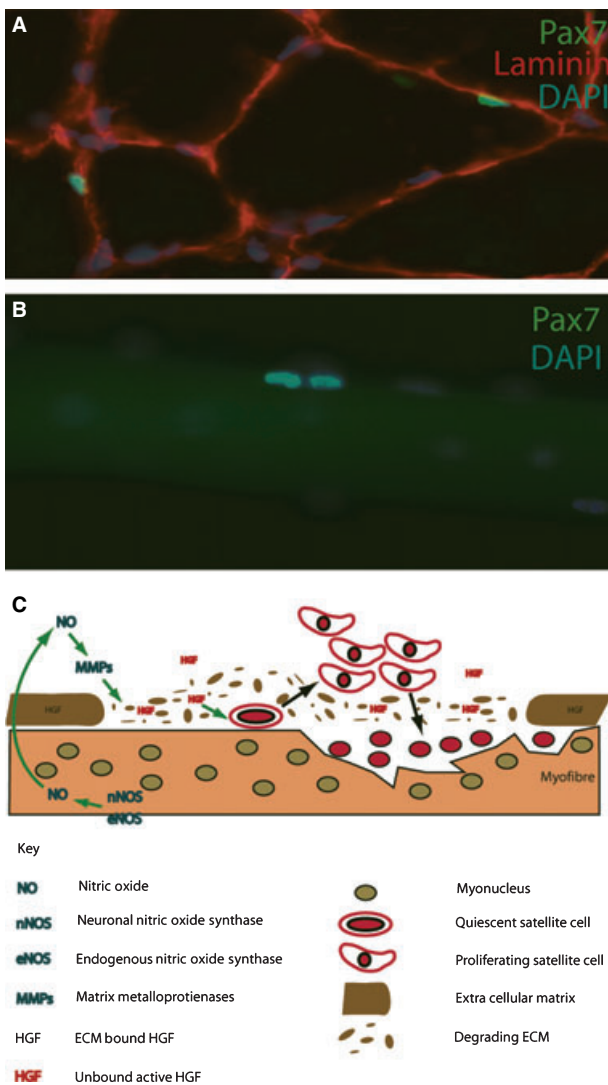 A
Pax7
Laminin
DAPI
B
Pax7
DAPI
C
NO
MMPs
HGF
HGF
HGF
HGF
HGF
HGF
HGF
HGF
NO
nNOS
eNOS
Myofibre
Key
NO Nitric oxide
nNOS Neuronal nitric oxide synthase
eNOS Endogenous nitric oxide synthase
MMPs Matrix metalloprotienases
HGF ECM bound HGF
HGF Unbound active HGF
Myonucleus
Quiescent satellite cell
Proliferating satellite cell
Extra cellular matrix
Degrading ECM